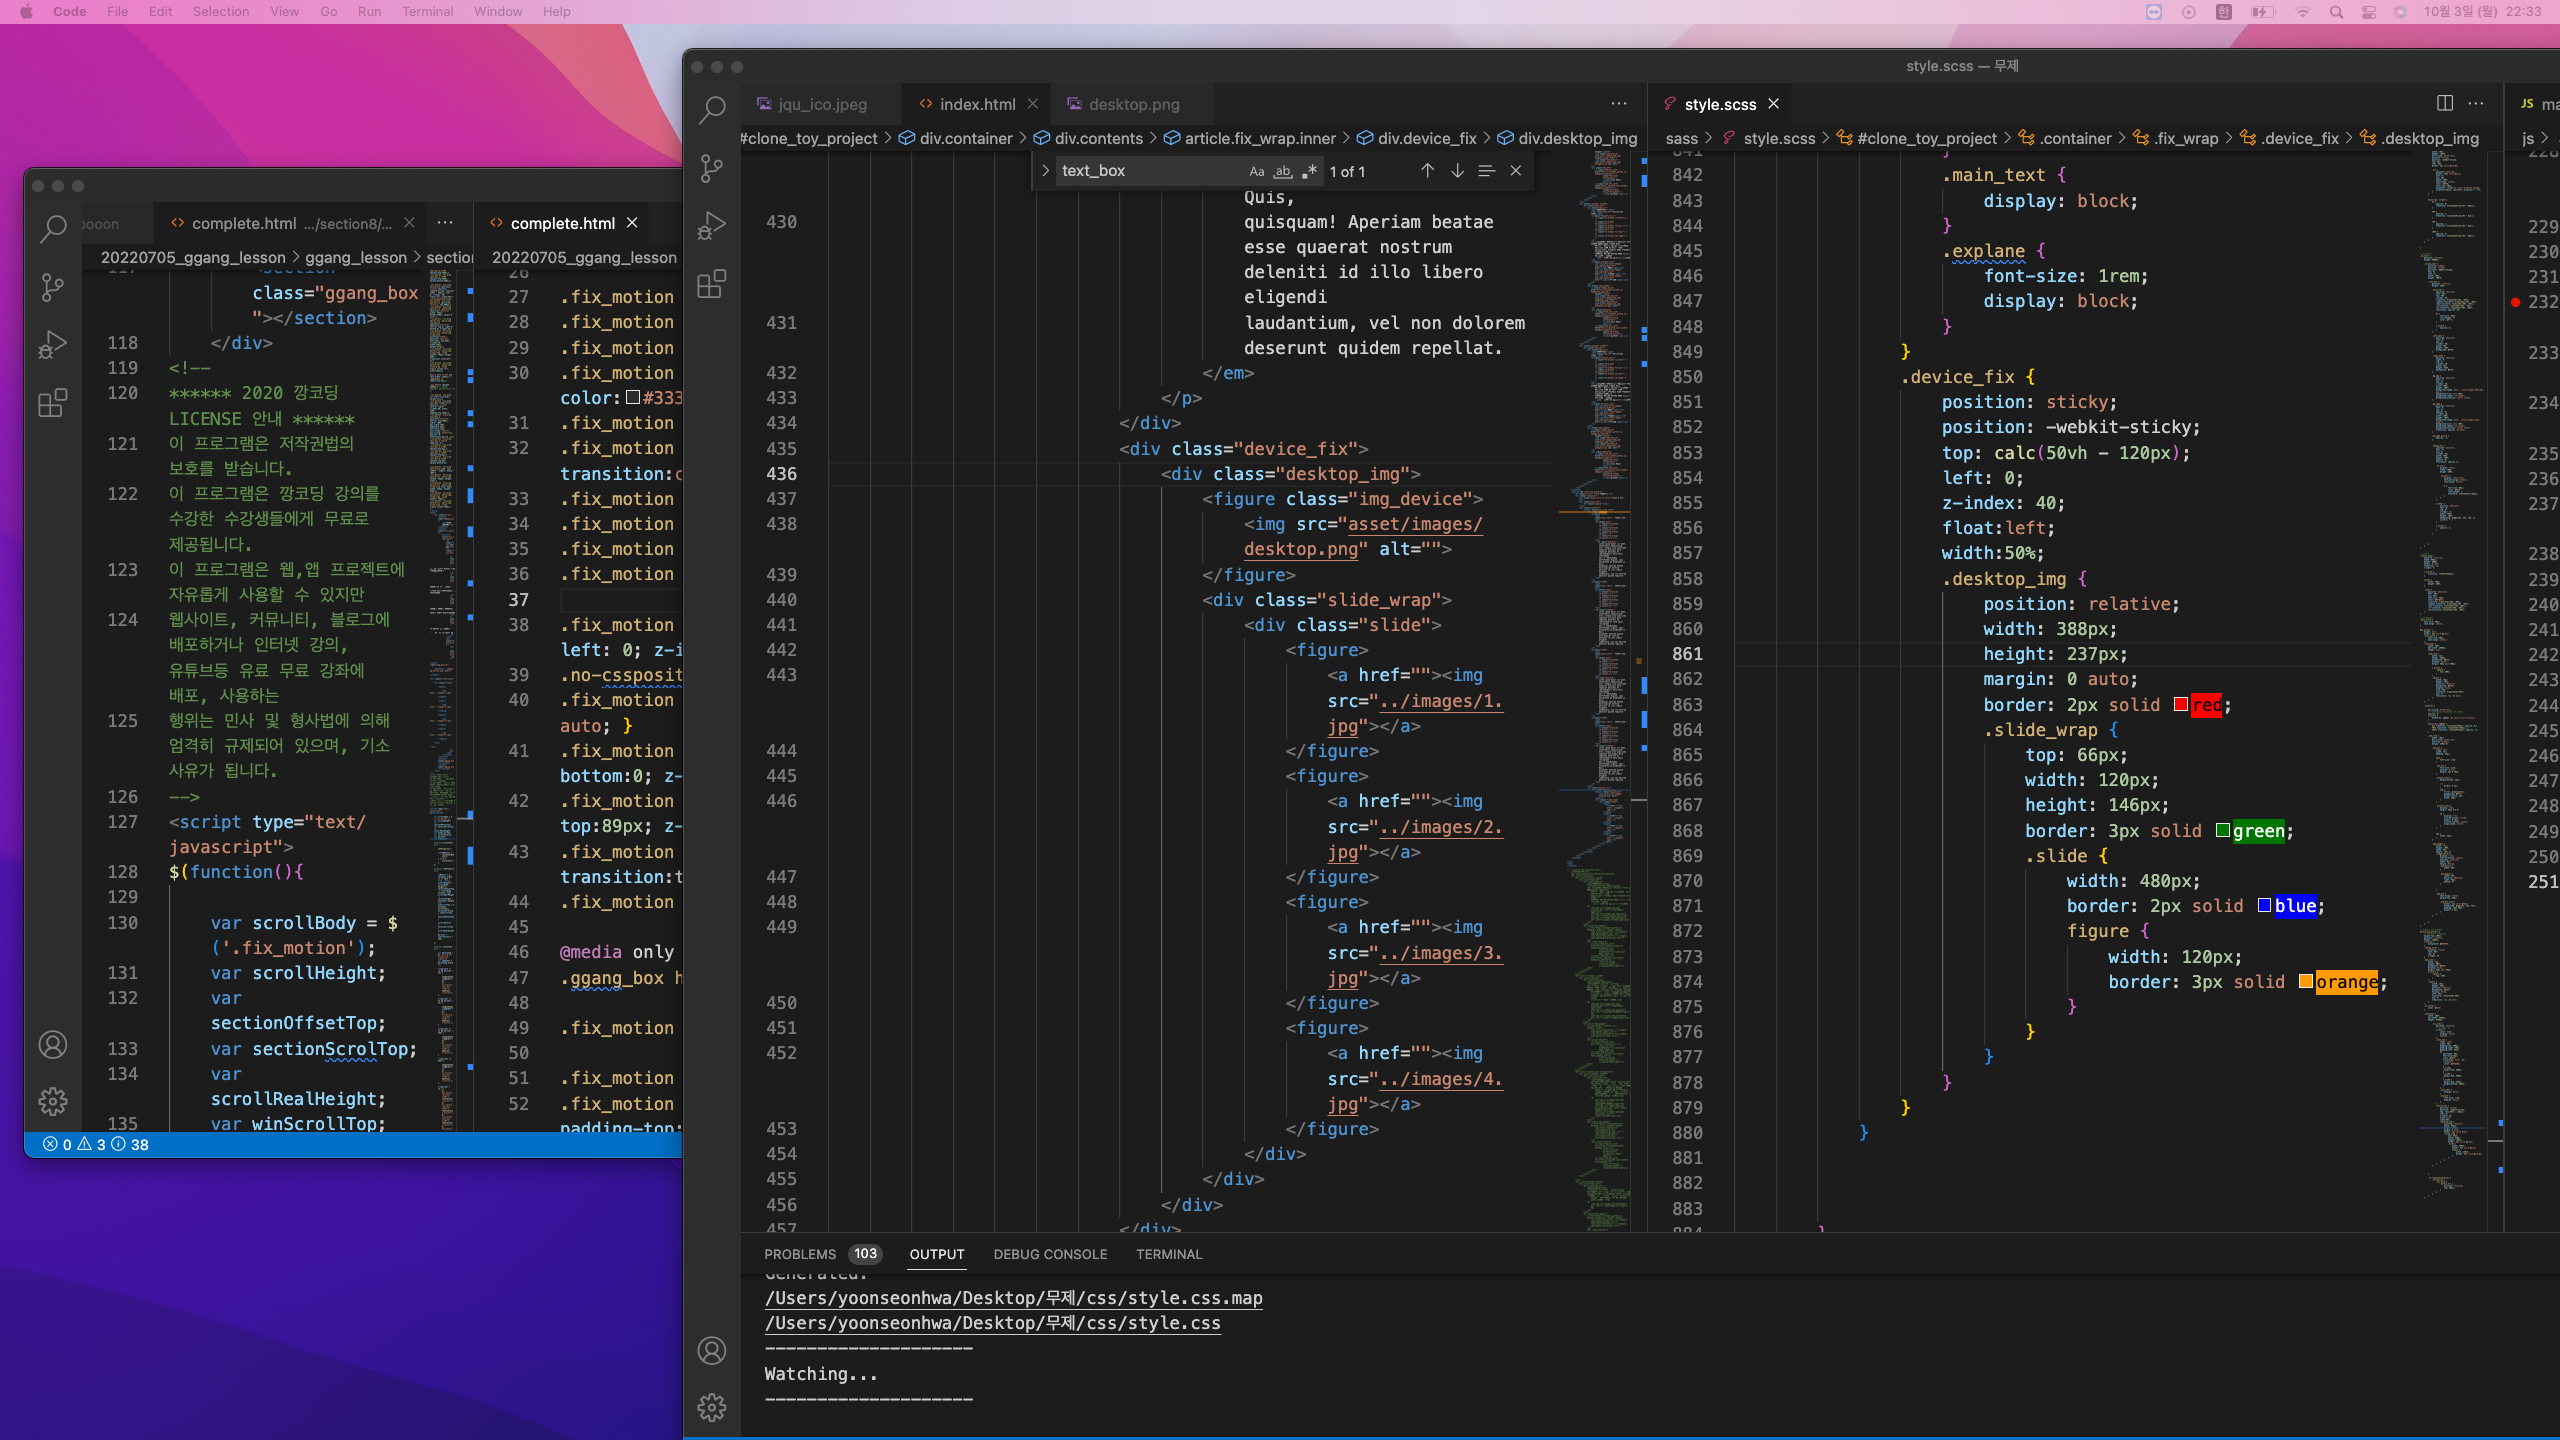 Code File Edit Selection View Go Run Terminal Window Help
10월 3일 (월) 22:33
complete.html .../section8/...
complete.html
20220705_ggang_lesson > ggang_lesson > section
20220705_ggang_lesson
class="ggang_box
"></section>
118 </div>
119 <!--
120 ****** 2020 깡코딩
LICENSE 안내 ******
121 이 프로그램은 저작권법의
보호를 받습니다.
122 이 프로그램은 깡코딩 강의를
수강한 수강생들에게 무료로
제공됩니다.
123 이 프로그램은 웹,앱 프로젝트에
자유롭게 사용할 수 있지만
124 웹사이트, 커뮤니티, 블로그에
배포하거나 인터넷 강의,
유튜브등 유료 무료 강좌에
배포, 사용하는
125 행위는 민사 및 형사법에 의해
엄격히 규제되어 있으며, 기소
사유가 됩니다.
126 -->
127 <script type="text/
javascript">
128 $(function(){
129
130 var scrollBody = $
('.fix_motion');
131 var scrollHeight;
132 var
sectionOffsetTop;
133 var sectionScrolTop;
134 var
scrollRealHeight;
135 var winScrollTop;
0 3 38
27 .fix_motion
28 .fix_motion
29 .fix_motion
30 .fix_motion
color: #333
31 .fix_motion
32 .fix_motion
transition:c
33 .fix_motion
34 .fix_motion
35 .fix_motion
36 .fix_motion
37
38 .fix_motion
left: 0; z-i
39 .no-cssposit
40 .fix_motion
auto; }
41 .fix_motion
bottom:0; z-
42 .fix_motion
top:89px; z-
43 .fix_motion
transition:t
44 .fix_motion
45
46 @media only
47 .ggang_box h
48
49 .fix_motion
50
51 .fix_motion
52 .fix_motion
padding-top:
style.scss — 무제
jqu_ico.jpeg
index.html
desktop.png
#clone_toy_project > div.container > div.contents > article.fix_wrap.inner > div.device_fix > div.desktop_img
text_box Aa ab .* 1 of 1
Quis,
430 quisquam! Aperiam beatae
esse quaerat nostrum
deleniti id illo libero
eligendi
431 laudantium, vel non dolorem
deserunt quidem repellat.
432 </em>
433 </p>
434 </div>
435 <div class="device_fix">
436 <div class="desktop_img">
437 <figure class="img_device">
438 <img src="asset/images/
desktop.png" alt="">
439 </figure>
440 <div class="slide_wrap">
441 <div class="slide">
442 <figure>
443 <a href=""><img
src="../images/1.
jpg"></a>
444 </figure>
445 <figure>
446 <a href=""><img
src="../images/2.
jpg"></a>
447 </figure>
448 <figure>
449 <a href=""><img
src="../images/3.
jpg"></a>
450 </figure>
451 <figure>
452 <a href=""><img
src="../images/4.
jpg"></a>
453 </figure>
454 </div>
455 </div>
456 </div>
457 </div>
style.scss
sass > style.scss > #clone_toy_project > .container > .fix_wrap > .device_fix > .desktop_img
841 }
842 .main_text {
843 display: block;
844 }
845 .explane {
846 font-size: 1rem;
847 display: block;
848 }
849 }
850 .device_fix {
851 position: sticky;
852 position: -webkit-sticky;
853 top: calc(50vh - 120px);
854 left: 0;
855 z-index: 40;
856 float:left;
857 width:50%;
858 .desktop_img {
859 position: relative;
860 width: 388px;
861 height: 237px;
862 margin: 0 auto;
863 border: 2px solid red;
864 .slide_wrap {
865 top: 66px;
866 width: 120px;
867 height: 146px;
868 border: 3px solid green;
869 .slide {
870 width: 480px;
871 border: 2px solid blue;
872 figure {
873 width: 120px;
874 border: 3px solid orange;
875 }
876 }
877 }
878 }
879 }
880 }
881
882
883
JS ma
js >
229
230
231
232
233
234
235
236
237
238
239
240
241
242
243
244
245
246
247
248
249
250
251
PROBLEMS 103 OUTPUT DEBUG CONSOLE TERMINAL
Generated:
/Users/yoonseonhwa/Desktop/무제/css/style.css.map
/Users/yoonseonhwa/Desktop/무제/css/style.css
--------------------
Watching...
--------------------